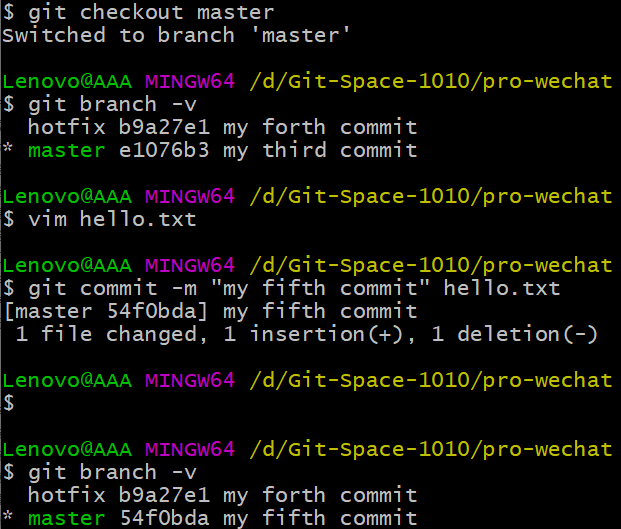 $ git checkout master
Switched to branch 'master'
Lenovo@AAA MINGW64 /d/Git-Space-1010/pro-wechat
$ git branch -v
  hotfix b9a27e1 my forth commit
* master e1076b3 my third commit
Lenovo@AAA MINGW64 /d/Git-Space-1010/pro-wechat
$ vim hello.txt
Lenovo@AAA MINGW64 /d/Git-Space-1010/pro-wechat
$ git commit -m "my fifth commit" hello.txt
[master 54f0bda] my fifth commit
 1 file changed, 1 insertion(+), 1 deletion(-)
Lenovo@AAA MINGW64 /d/Git-Space-1010/pro-wechat
$
Lenovo@AAA MINGW64 /d/Git-Space-1010/pro-wechat
$ git branch -v
  hotfix b9a27e1 my forth commit
* master 54f0bda my fifth commit